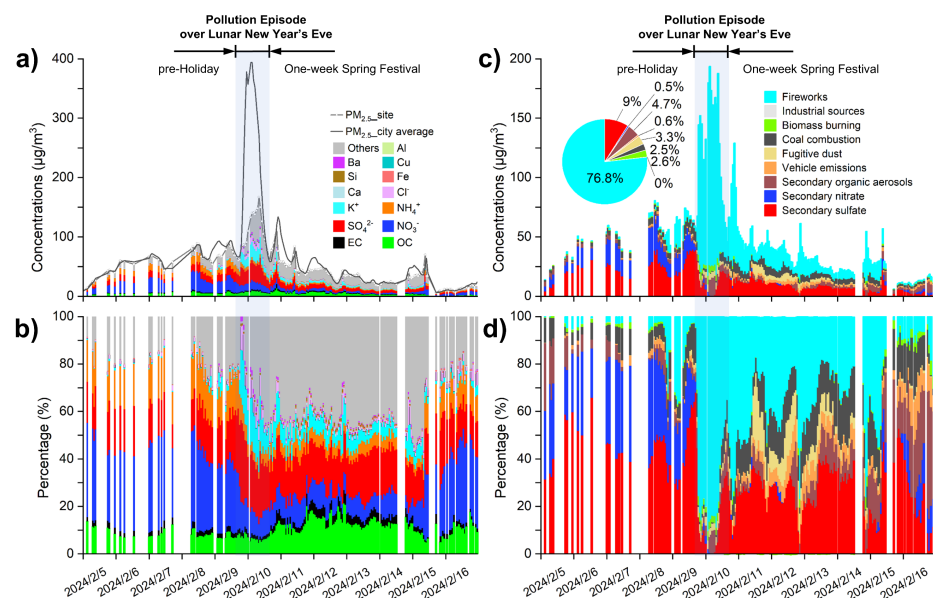 Pollution Episode
over Lunar New Year's Eve
a)
pre-Holiday
One-week Spring Festival
Concentrations (μg/m³)
400
300
200
100
0
PM2.5_site
PM2.5_city average
Others
Al
Ba
Cu
Si
Fe
Ca
Cl⁻
K⁺
NH₄⁺
SO₄²⁻
NO₃⁻
EC
OC
b)
Percentage (%)
100
80
60
40
20
0
2024/2/5
2024/2/6
2024/2/7
2024/2/8
2024/2/9
2024/2/10
2024/2/11
2024/2/12
2024/2/13
2024/2/14
2024/2/15
2024/2/16
Pollution Episode
over Lunar New Year's Eve
c)
pre-Holiday
One-week Spring Festival
Concentrations (μg/m³)
200
150
100
50
0
9%
0.5%
4.7%
0.6%
3.3%
2.5%
2.6%
0%
76.8%
Fireworks
Industrial sources
Biomass burning
Coal combustion
Fugitive dust
Vehicle emissions
Secondary organic aerosols
Secondary nitrate
Secondary sulfate
d)
Percentage (%)
100
80
60
40
20
0
2024/2/5
2024/2/6
2024/2/7
2024/2/8
2024/2/9
2024/2/10
2024/2/11
2024/2/12
2024/2/13
2024/2/14
2024/2/15
2024/2/16